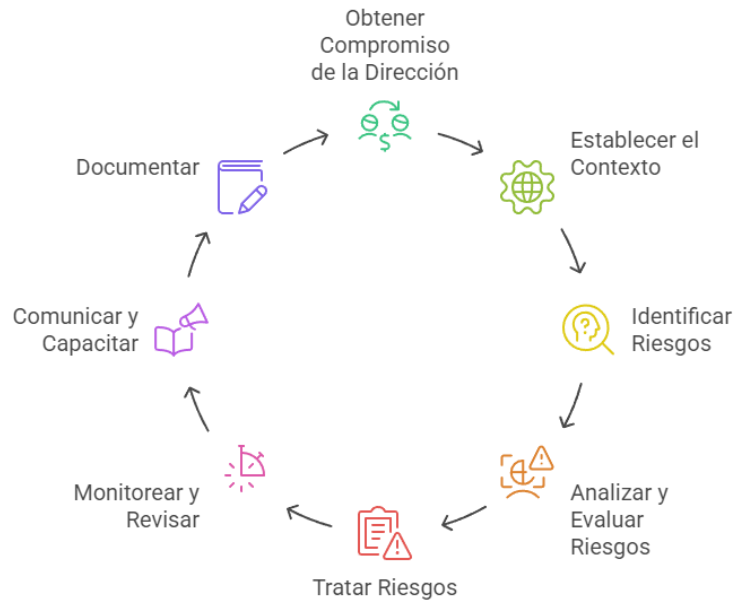 Obtener
Compromiso
de la Dirección
Establecer el
Contexto
Identificar
Riesgos
Analizar y
Evaluar
Riesgos
Tratar Riesgos
Monitorear y
Revisar
Comunicar y
Capacitar
Documentar